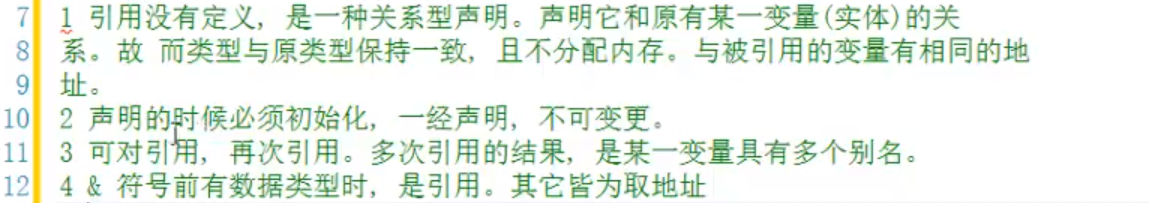 7 1 引用没有定义, 是一种关系型声明。声明它和原有某一变量(实体)的关
8 系。故 而类型与原类型保持一致, 且不分配内存。与被引用的变量有相同的地
9 址。
10 2 声明的时候必须初始化, 一经声明, 不可变更。
11 3 可对引用, 再次引用。多次引用的结果, 是某一变量具有多个别名。
12 4 & 符号前有数据类型时, 是引用。其它皆为取地址